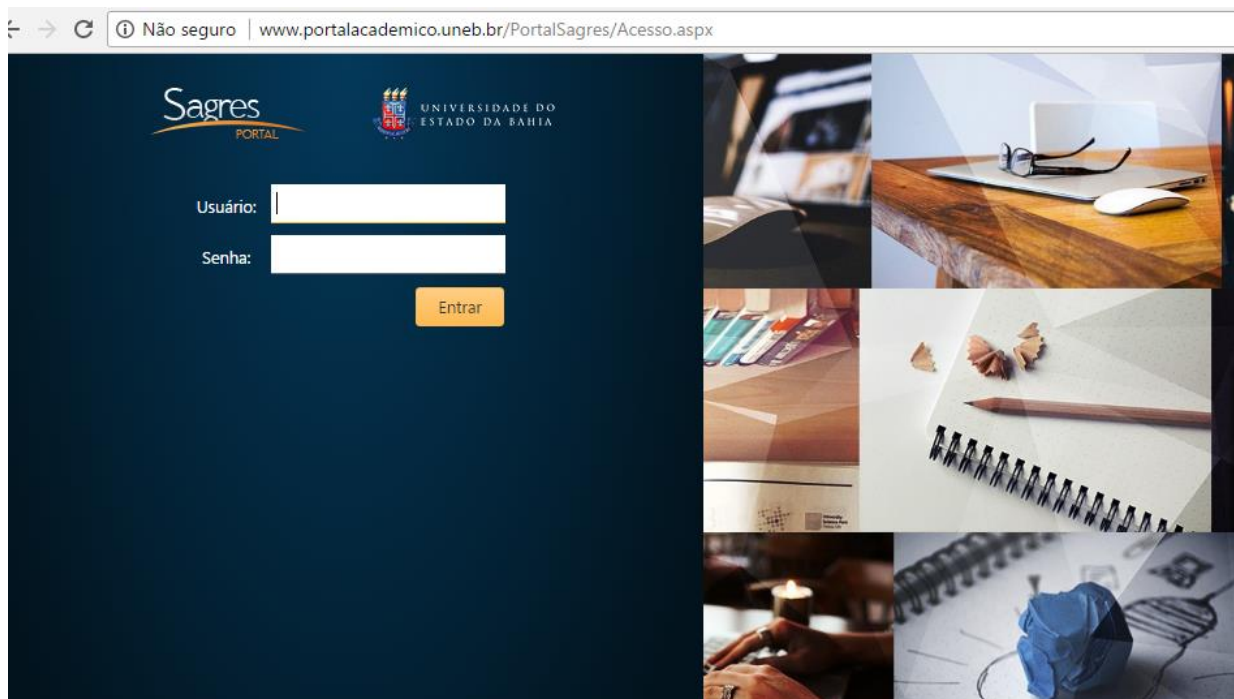 Não seguro | www.portalacademico.uneb.br/PortalSagres/Acesso.aspx
Sagres
PORTAL
UNIVERSIDADE DO
ESTADO DA BAHIA
Usuário:
Senha:
Entrar